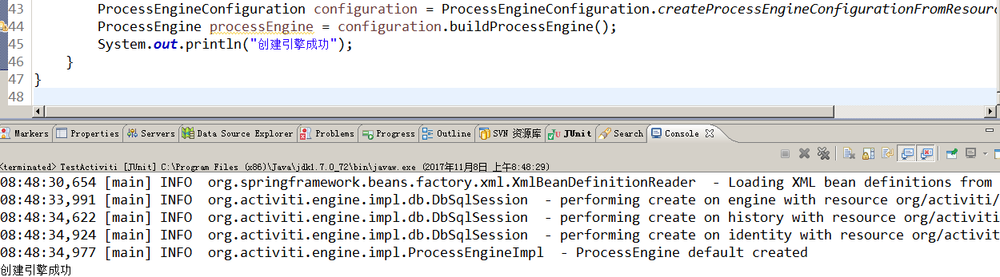 43 ProcessEngineConfiguration configuration = ProcessEngineConfiguration.createProcessEngineConfigurationFromResourc
44 ProcessEngine processEngine = configuration.buildProcessEngine();
45 System.out.println("创建引擎成功");
46 }
47 }
48
Markers Properties Servers Data Source Explorer Problems Progress Outline SVN 资源库 JUnit Search Console
<terminated> TestActiviti [JUnit] C:\Program Files (x86)\Java\jdk1.7.0_72\bin\javaw.exe (2017年11月8日 上午8:48:29)
08:48:30,654 [main] INFO  org.springframework.beans.factory.xml.XmlBeanDefinitionReader  - Loading XML bean definitions from
08:48:33,991 [main] INFO  org.activiti.engine.impl.db.DbSqlSession  - performing create on engine with resource org/activiti/
08:48:34,622 [main] INFO  org.activiti.engine.impl.db.DbSqlSession  - performing create on history with resource org/activiti
08:48:34,924 [main] INFO  org.activiti.engine.impl.db.DbSqlSession  - performing create on identity with resource org/activit
08:48:34,977 [main] INFO  org.activiti.engine.impl.ProcessEngineImpl  - ProcessEngine default created
创建引擎成功